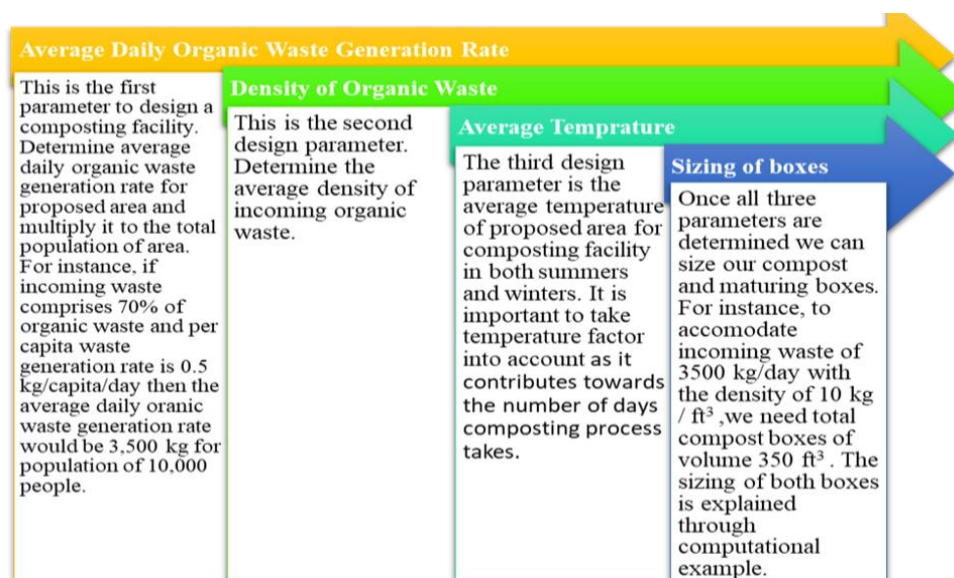 Average Daily Organic Waste Generation Rate
This is the first
parameter to design a
composting facility.
Determine average
daily organic waste
generation rate for
proposed area and
multiply it to the total
population of area.
For instance, if
incoming waste
comprises 70% of
organic waste and per
capita waste
generation rate is 0.5
kg/capita/day then the
average daily oranic
waste generation rate
would be 3,500 kg for
population of 10,000
people.
Density of Organic Waste
This is the second
design parameter.
Determine the
average density of
incoming organic
waste.
Average Temprature
The third design
parameter is the
average temperature
of proposed area for
composting facility
in both summers
and winters. It is
important to take
temperature factor
into account as it
contributes towards
the number of days
composting process
takes.
Sizing of boxes
Once all three
parameters are
determined we can
size our compost
and maturing boxes.
For instance, to
accomodate
incoming waste of
3500 kg/day with
the density of 10 kg
/ ft³ ,we need total
compost boxes of
volume 350 ft³ . The
sizing of both boxes
is explained
through
computational
example.